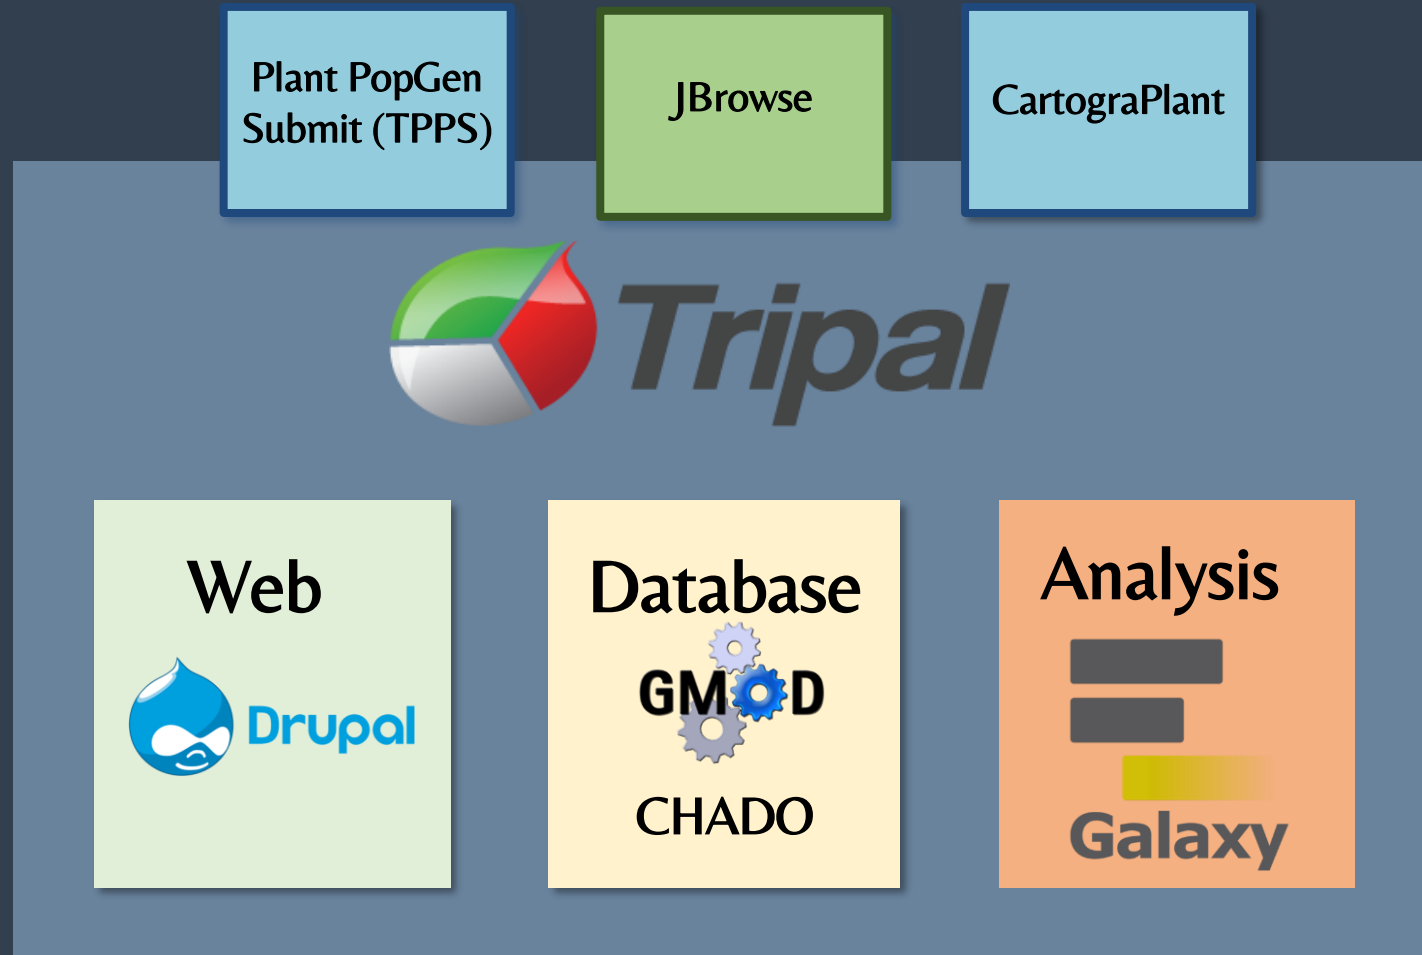 Plant PopGen
Submit (TPPS)
JBrowse
CartograPlant
Tripal
Web
Drupal
Database
GMOD
CHADO
Analysis
Galaxy